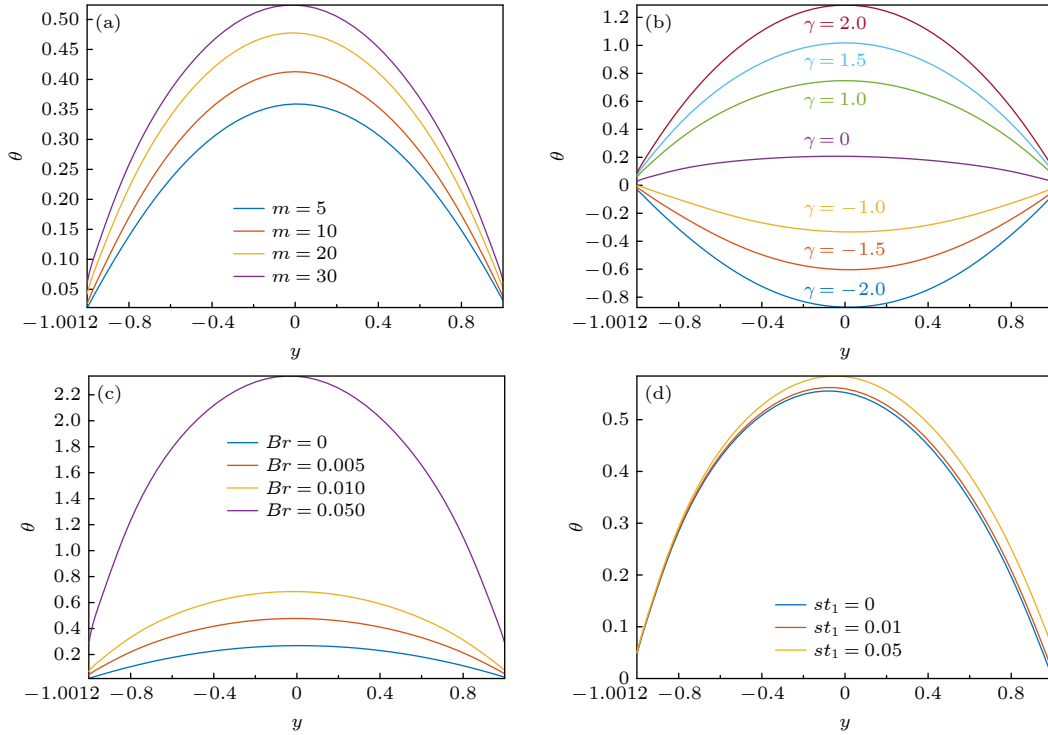 (a)
0.50
0.45
0.40
0.35
0.30
0.25
0.20
0.15
0.10
0.05
θ
m = 5
m = 10
m = 20
m = 30
−1.0012 −0.8 −0.4 0 0.4 0.8
y
(b)
1.2
1.0
0.8
0.6
0.4
0.2
0
−0.2
−0.4
−0.6
−0.8
θ
γ = 2.0
γ = 1.5
γ = 1.0
γ = 0
γ = −1.0
γ = −1.5
γ = −2.0
−1.0012 −0.8 −0.4 0 0.4 0.8
y
(c)
2.2
2.0
1.8
1.6
1.4
1.2
1.0
0.8
0.6
0.4
0.2
θ
Br = 0
Br = 0.005
Br = 0.010
Br = 0.050
−1.0012 −0.8 −0.4 0 0.4 0.8
y
(d)
0.5
0.4
0.3
0.2
0.1
0
θ
st₁ = 0
st₁ = 0.01
st₁ = 0.05
−1.0012 −0.8 −0.4 0 0.4 0.8
y